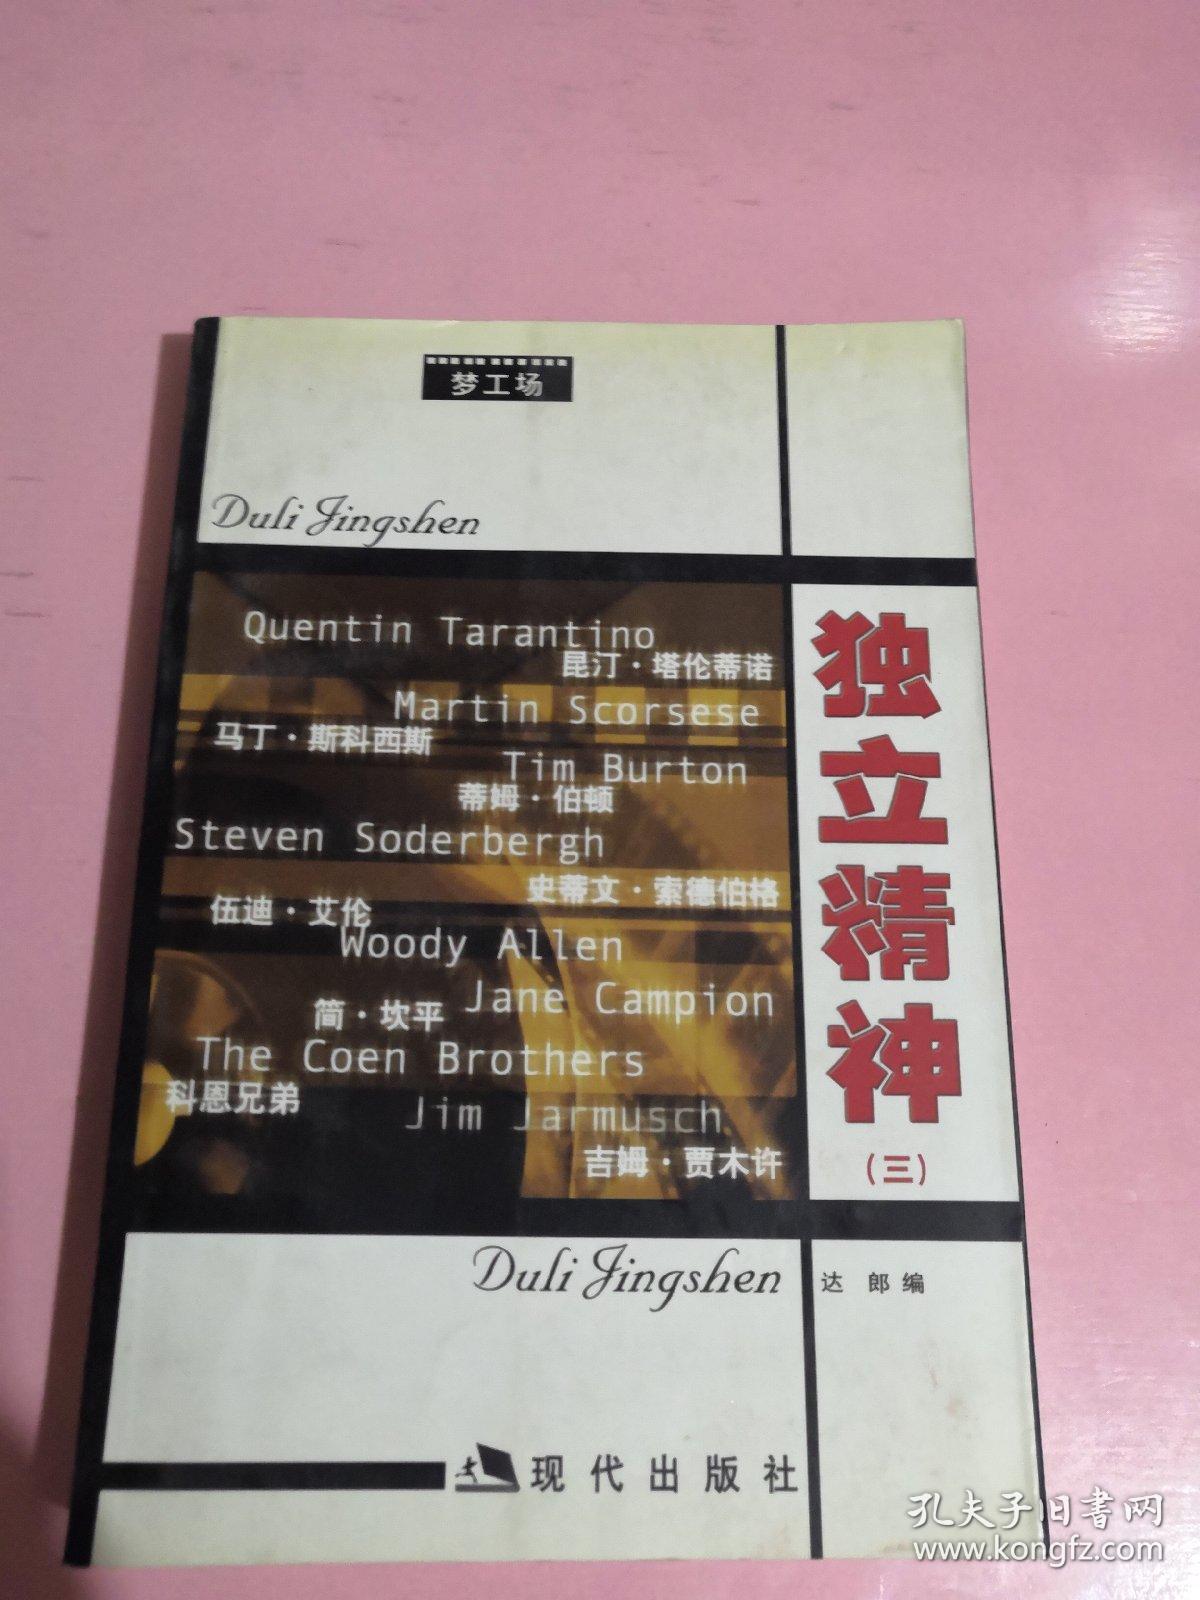 梦工场
Duli Jingshen
Quentin Tarantino
昆汀·塔伦蒂诺
Martin Scorsese
马丁·斯科西斯
Tim Burton
蒂姆·伯顿
Steven Soderbergh
史蒂文·索德伯格
伍迪·艾伦
Woody Allen
Jane Campion
简·坎平
The Coen Brothers
科恩兄弟
Jim Jarmusch
吉姆·贾木许
独立精神
(三)
Duli Jingshen
达 郎 编
现代出版社
孔夫子旧书网
www.kongfz.com